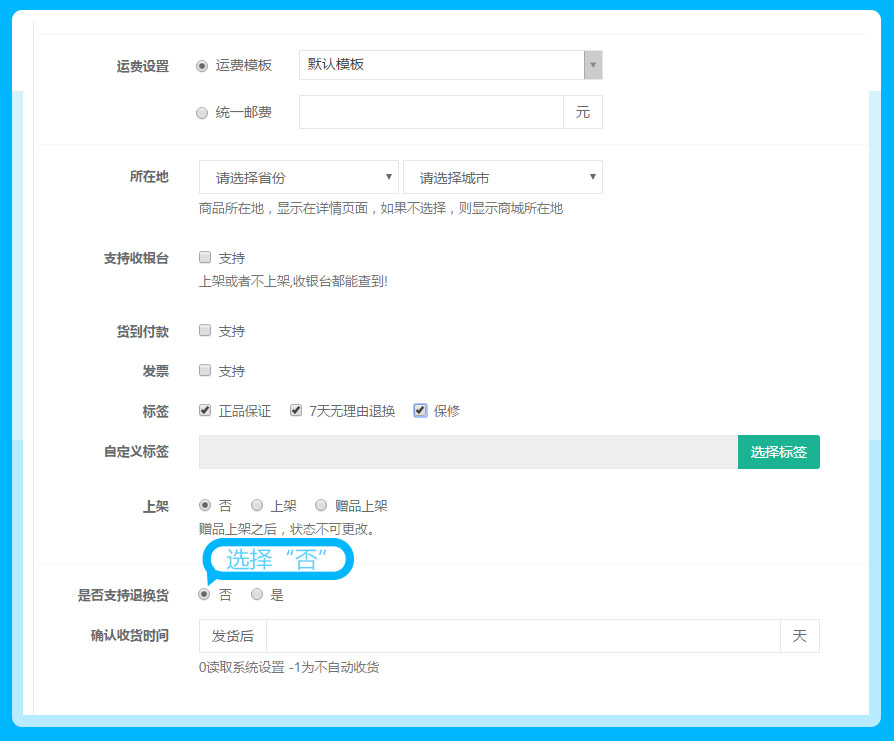 运费设置 运费模板 默认模板
统一邮费 元
所在地 请选择省份 请选择城市
商品所在地，显示在详情页面，如果不选择，则显示商城所在地
支持收银台 支持
上架或者不上架,收银台都能查到!
货到付款 支持
发票 支持
标签 正品保证 7天无理由退换 保修
自定义标签 选择标签
上架 否 上架 赠品上架
赠品上架之后，状态不可更改。
选择“否”
是否支持退换货 否 是
确认收货时间 发货后 天
0读取系统设置 -1为不自动收货